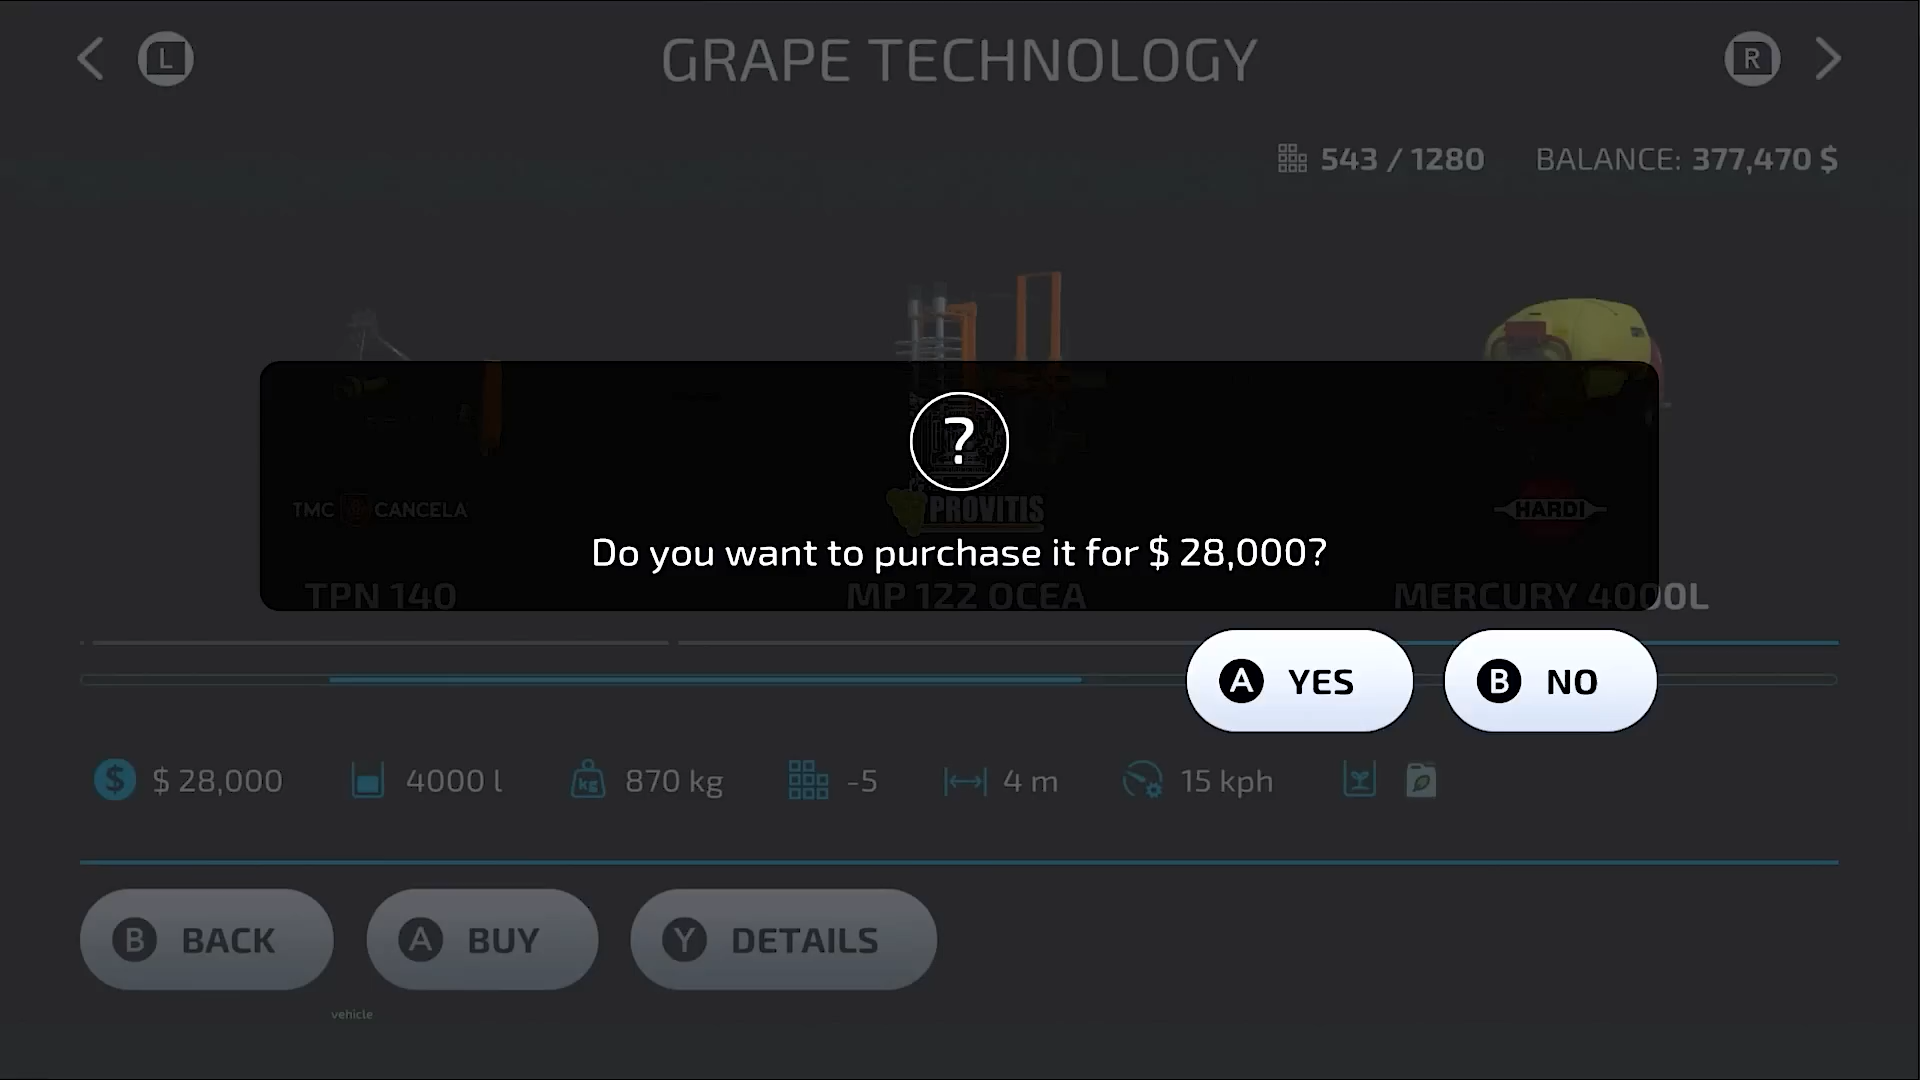 L
GRAPE TECHNOLOGY
R
543 / 1280
BALANCE: 377,470 $
?
TMC CANCELA
PROVITIS
HARDI
Do you want to purchase it for $ 28,000?
TPN 140
MP 122 OCEA
MERCURY 4000L
A YES
B NO
$ $ 28,000
4000 l
kg 870 kg
-5
4 m
15 kph
B BACK
A BUY
Y DETAILS
vehicle